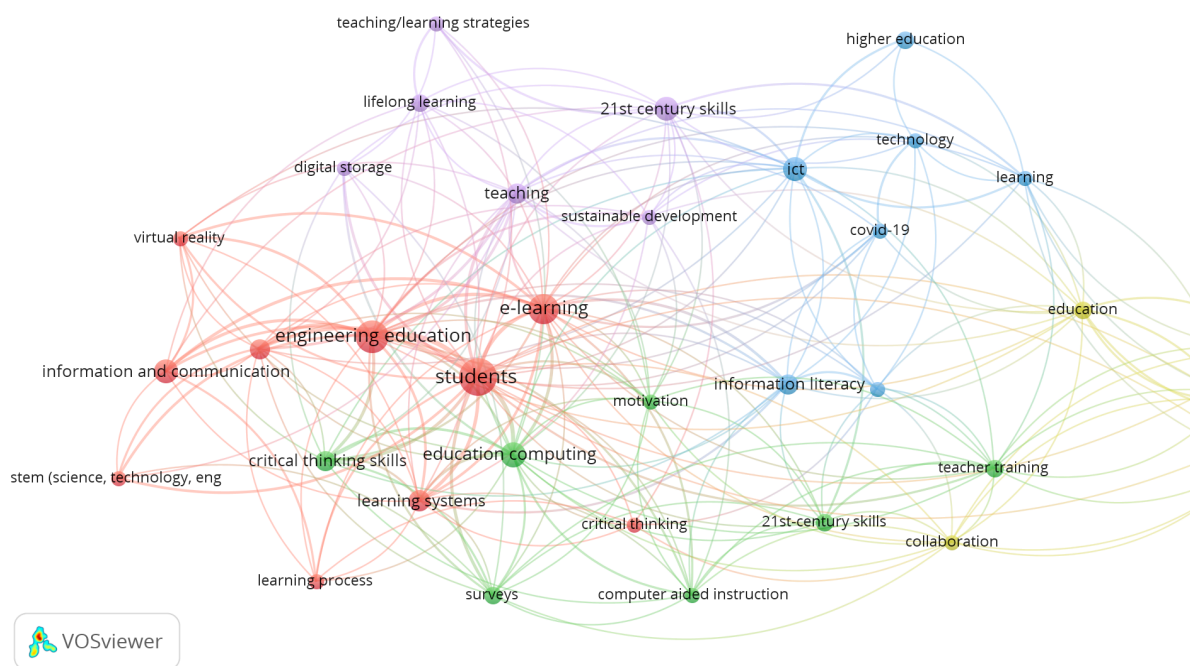 teaching/learning strategies
higher education
lifelong learning
21st century skills
technology
digital storage
ict
learning
teaching
sustainable development
virtual reality
covid-19
e-learning
education
engineering education
information and communication
students
information literacy
motivation
critical thinking skills
education computing
teacher training
stem (science, technology, eng
learning systems
critical thinking
21st-century skills
collaboration
learning process
surveys
computer aided instruction
VOSviewer